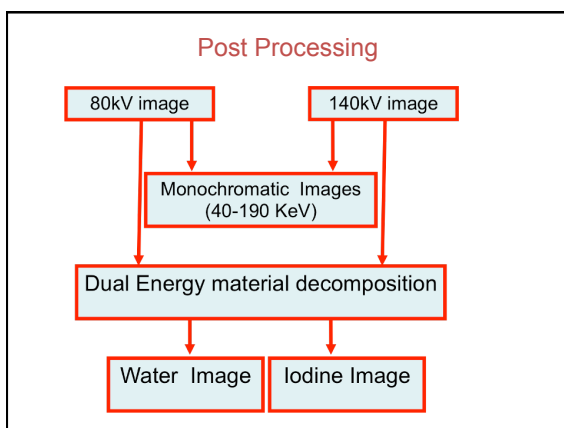 Post Processing
80kV image
140kV image
Monochromatic  Images
(40-190 KeV)
Dual Energy material decomposition
Water  Image
Iodine Image